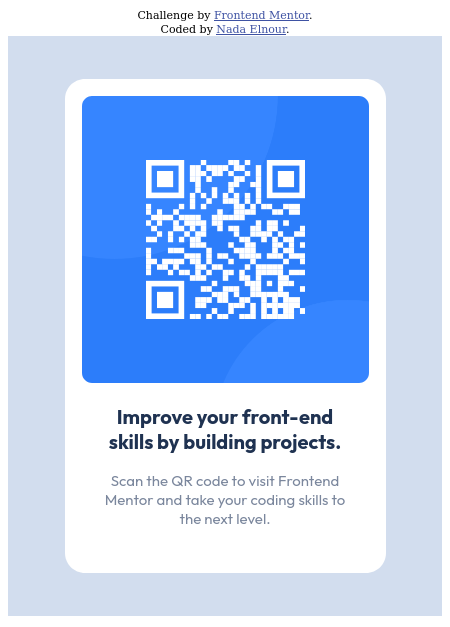 Challenge by Frontend Mentor.
Coded by Nada Elnour.
Improve your front-end
skills by building projects.
Scan the QR code to visit Frontend
Mentor and take your coding skills to
the next level.